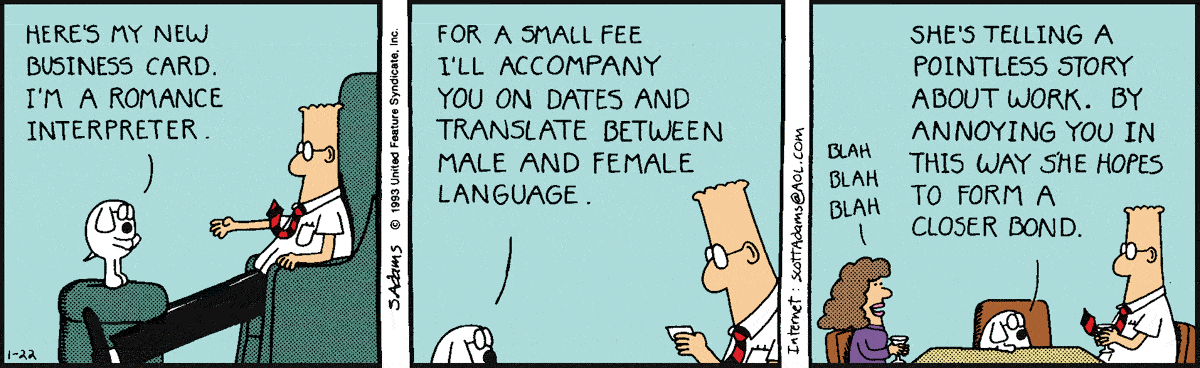 HERE'S MY NEW
BUSINESS CARD.
I'M A ROMANCE
INTERPRETER.
1-22
S.Adams © 1993 United Feature Syndicate, Inc.
FOR A SMALL FEE
I'LL ACCOMPANY
YOU ON DATES AND
TRANSLATE BETWEEN
MALE AND FEMALE
LANGUAGE.
Internet: SCOTTADAMS@AOL.COM
BLAH
BLAH
BLAH
SHE'S TELLING A
POINTLESS STORY
ABOUT WORK. BY
ANNOYING YOU IN
THIS WAY SHE HOPES
TO FORM A
CLOSER BOND.